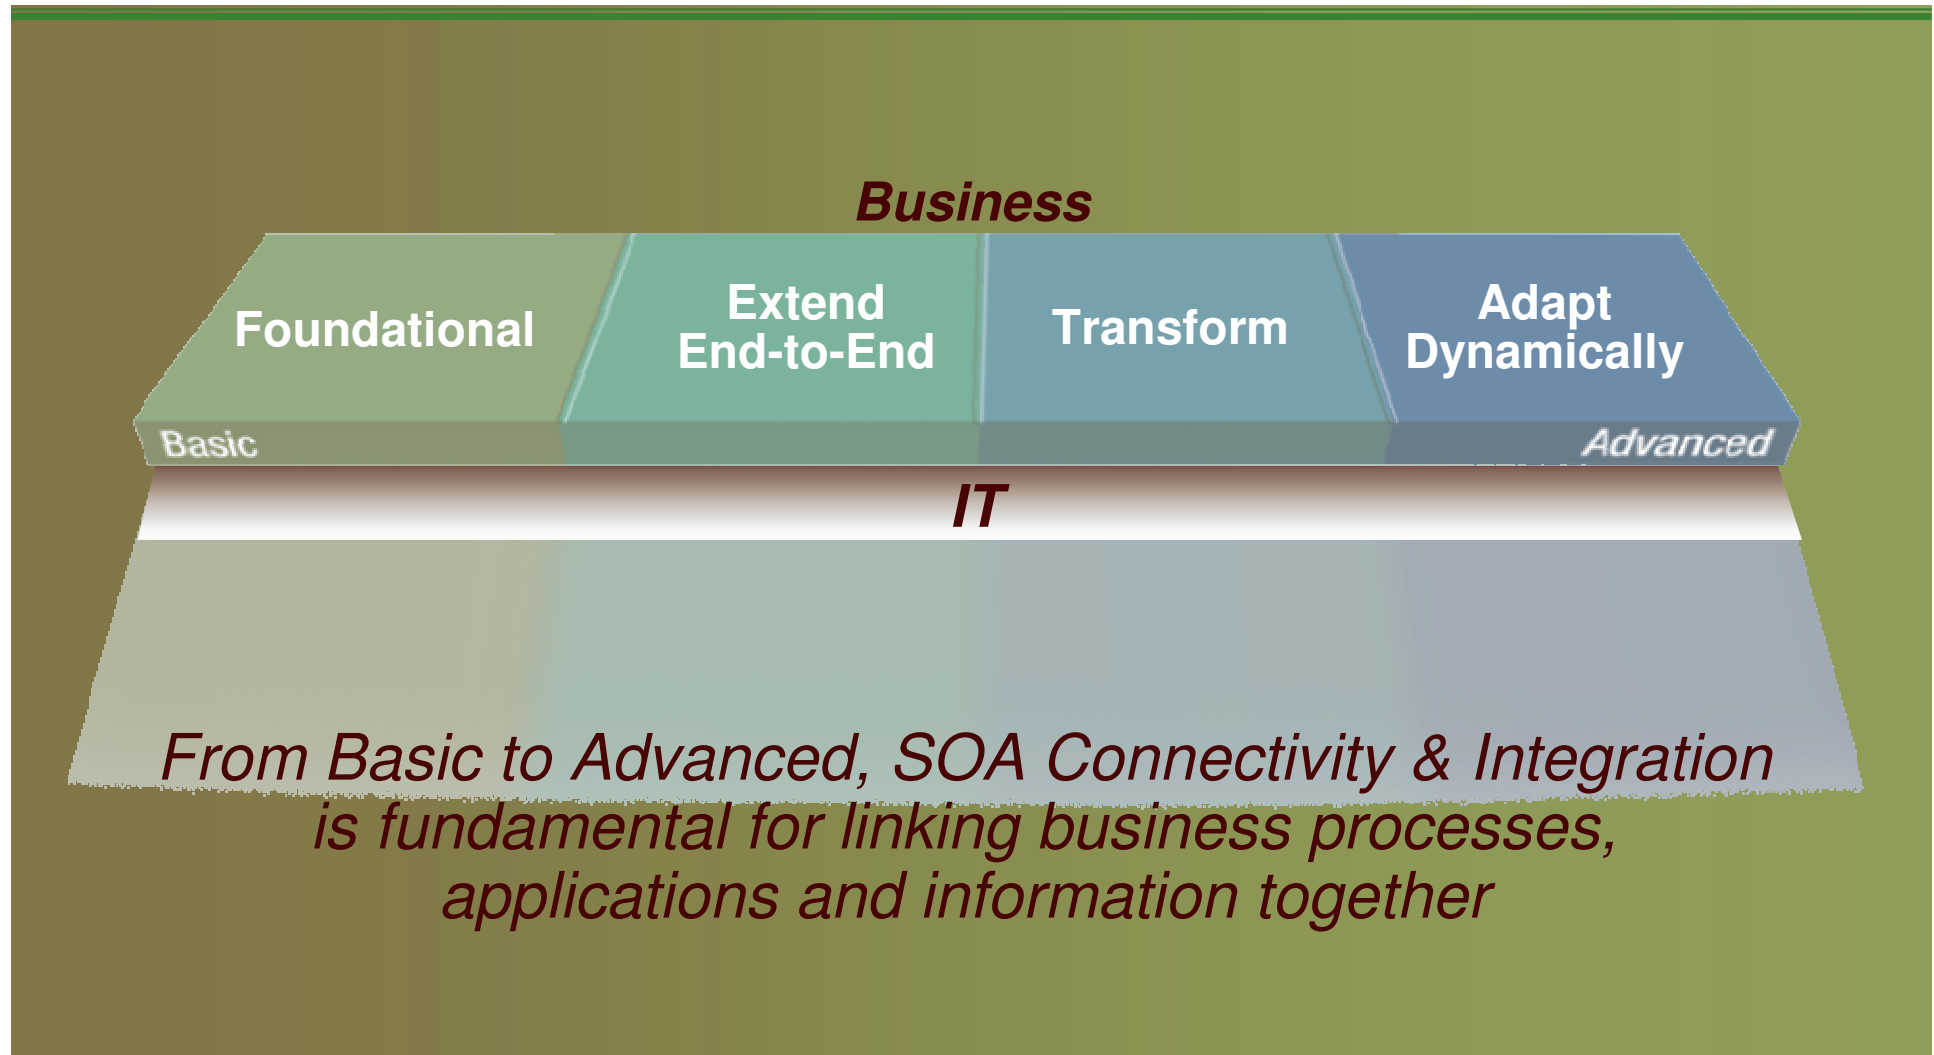 Business
Foundational
Extend
End-to-End
Transform
Adapt
Dynamically
Basic
Advanced
IT
From Basic to Advanced, SOA Connectivity & Integration
is fundamental for linking business processes,
applications and information together